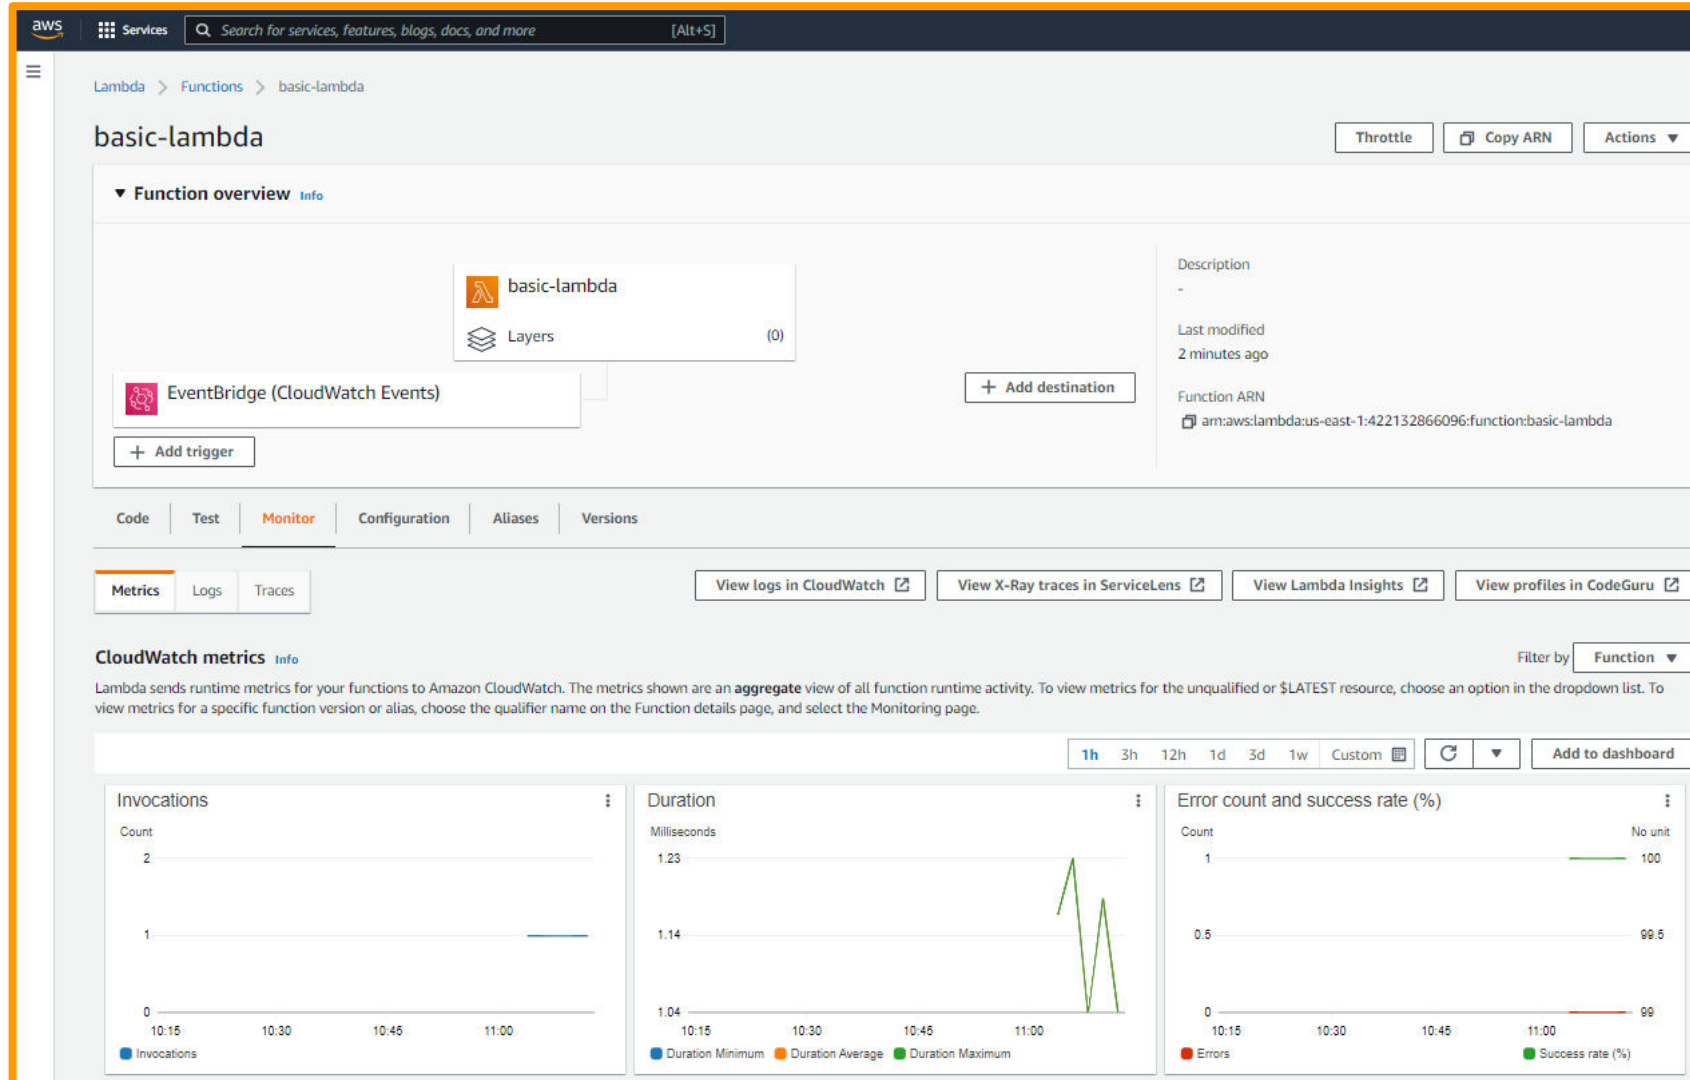 aws
Services
Search for services, features, blogs, docs, and more [Alt+S]
Lambda > Functions > basic-lambda
basic-lambda
Throttle
Copy ARN
Actions
Function overview Info
basic-lambda
Layers (0)
EventBridge (CloudWatch Events)
+ Add trigger
+ Add destination
Description
-
Last modified
2 minutes ago
Function ARN
arn:aws:lambda:us-east-1:422132866096:function:basic-lambda
Code Test Monitor Configuration Aliases Versions
Metrics Logs Traces
View logs in CloudWatch
View X-Ray traces in ServiceLens
View Lambda Insights
View profiles in CodeGuru
CloudWatch metrics Info
Filter by Function
Lambda sends runtime metrics for your functions to Amazon CloudWatch. The metrics shown are an aggregate view of all function runtime activity. To view metrics for the unqualified or $LATEST resource, choose an option in the dropdown list. To
view metrics for a specific function version or alias, choose the qualifier name on the Function details page, and select the Monitoring page.
1h 3h 12h 1d 3d 1w Custom
Add to dashboard
Invocations
Count
2
1
0
10:15 10:30 10:45 11:00
Invocations
Duration
Milliseconds
1.23
1.14
1.04
10:15 10:30 10:45 11:00
Duration Minimum Duration Average Duration Maximum
Error count and success rate (%)
Count No unit
1 100
0.5 99.5
0 99
10:15 10:30 10:45 11:00
Errors Success rate (%)